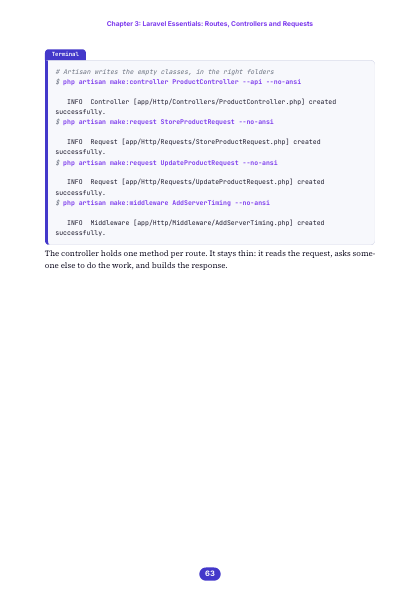 Chapter 3: Laravel Essentials: Routes, Controllers and Requests
Terminal
# Artisan writes the empty classes, in the right folders
$ php artisan make:controller ProductController --api --no-ansi
INFO  Controller [app/Http/Controllers/ProductController.php] created
successfully.
$ php artisan make:request StoreProductRequest --no-ansi
INFO  Request [app/Http/Requests/StoreProductRequest.php] created
successfully.
$ php artisan make:request UpdateProductRequest --no-ansi
INFO  Request [app/Http/Requests/UpdateProductRequest.php] created
successfully.
$ php artisan make:middleware AddServerTiming --no-ansi
INFO  Middleware [app/Http/Middleware/AddServerTiming.php] created
successfully.
The controller holds one method per route. It stays thin: it reads the request, asks some-
one else to do the work, and builds the response.
63